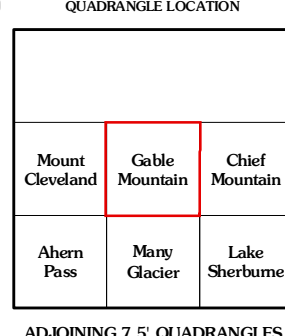 QUADRANGLE LOCATION
Mount Gable Chief
Cleveland Mountain Mountain
Ahern Many Lake
Pass Glacier Sherburne
ADJOINING 7.5' QUADRANGLES